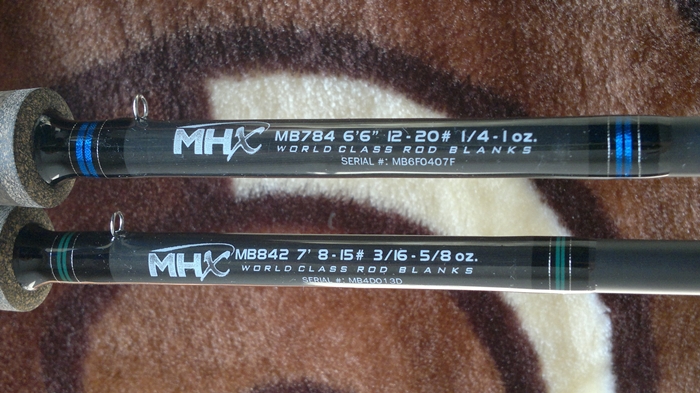 MHX MB784 6'6" 12-20# 1/4-1 oz.
WORLD CLASS ROD BLANKS
SERIAL #: MB6F0407F
MHX MB842 7' 8-15# 3/16-5/8 oz.
WORLD CLASS ROD BLANKS
SERIAL #: MB4D013D